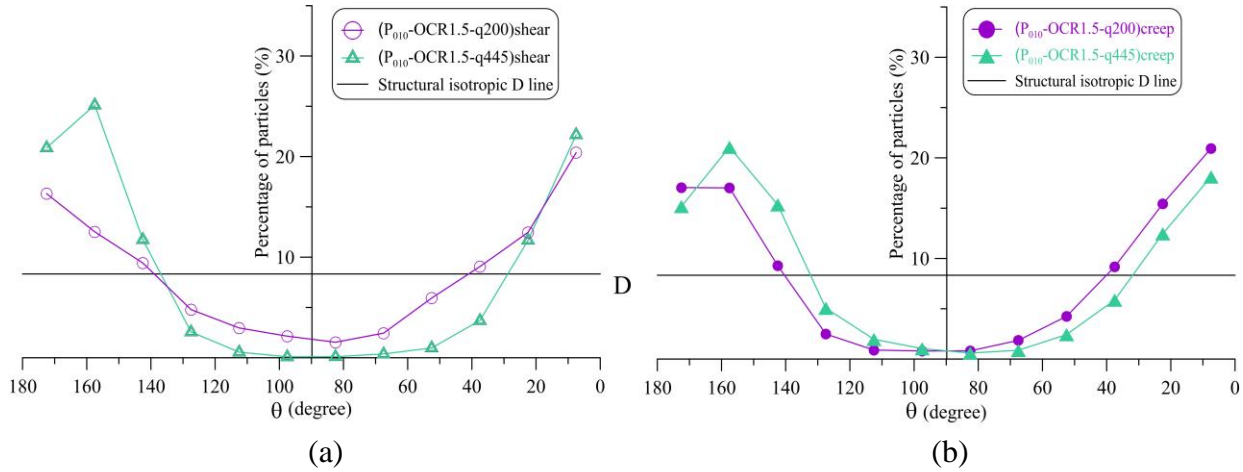 (P₀₁₀-OCR1.5-q200)shear
(P₀₁₀-OCR1.5-q445)shear
Structural isotropic D line
Percentage of particles (%)
30
20
10
D
180 160 140 120 100 80 60 40 20 0
θ (degree)
(a)
(P₀₁₀-OCR1.5-q200)creep
(P₀₁₀-OCR1.5-q445)creep
Structural isotropic D line
Percentage of particles (%)
30
20
10
180 160 140 120 100 80 60 40 20 0
θ (degree)
(b)